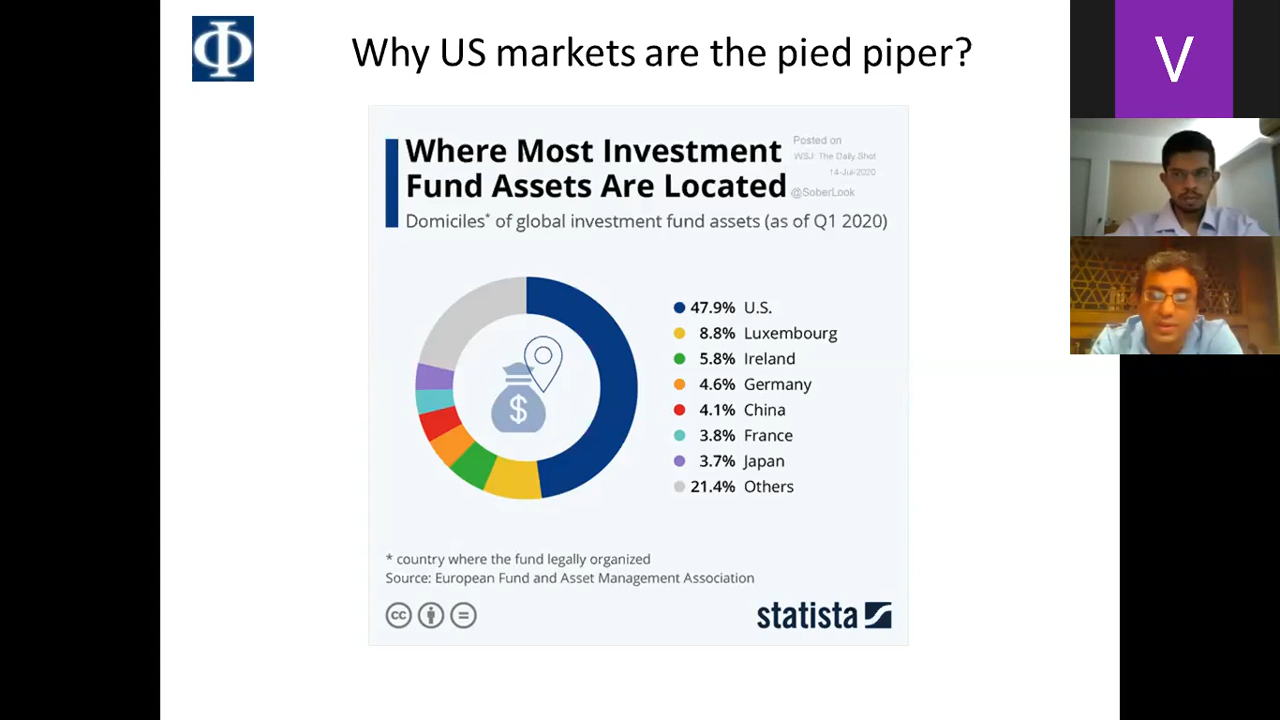 Why US markets are the pied piper?
V
Where Most Investment
Fund Assets Are Located
Posted on
WSJ: The Daily Shot
14-Jul-2020
@SoberLook
Domiciles* of global investment fund assets (as of Q1 2020)
47.9% U.S.
8.8% Luxembourg
5.8% Ireland
4.6% Germany
4.1% China
3.8% France
3.7% Japan
21.4% Others
$
* country where the fund legally organized
Source: European Fund and Asset Management Association
cc
statista